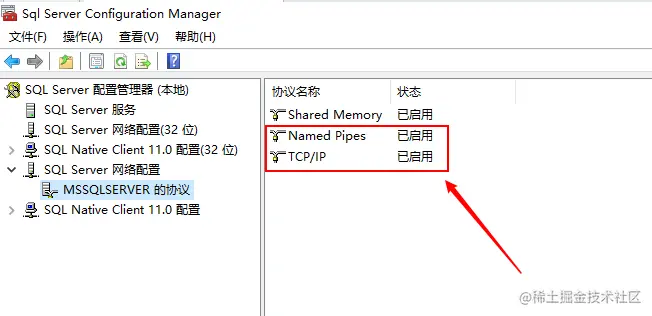 Sql Server Configuration Manager
文件(F) 操作(A) 查看(V) 帮助(H)
SQL Server 配置管理器 (本地)
SQL Server 服务
SQL Server 网络配置(32 位)
SQL Native Client 11.0 配置(32 位)
SQL Server 网络配置
MSSQLSERVER 的协议
SQL Native Client 11.0 配置
协议名称 状态
Shared Memory 已启用
Named Pipes 已启用
TCP/IP 已启用
@稀土掘金技术社区